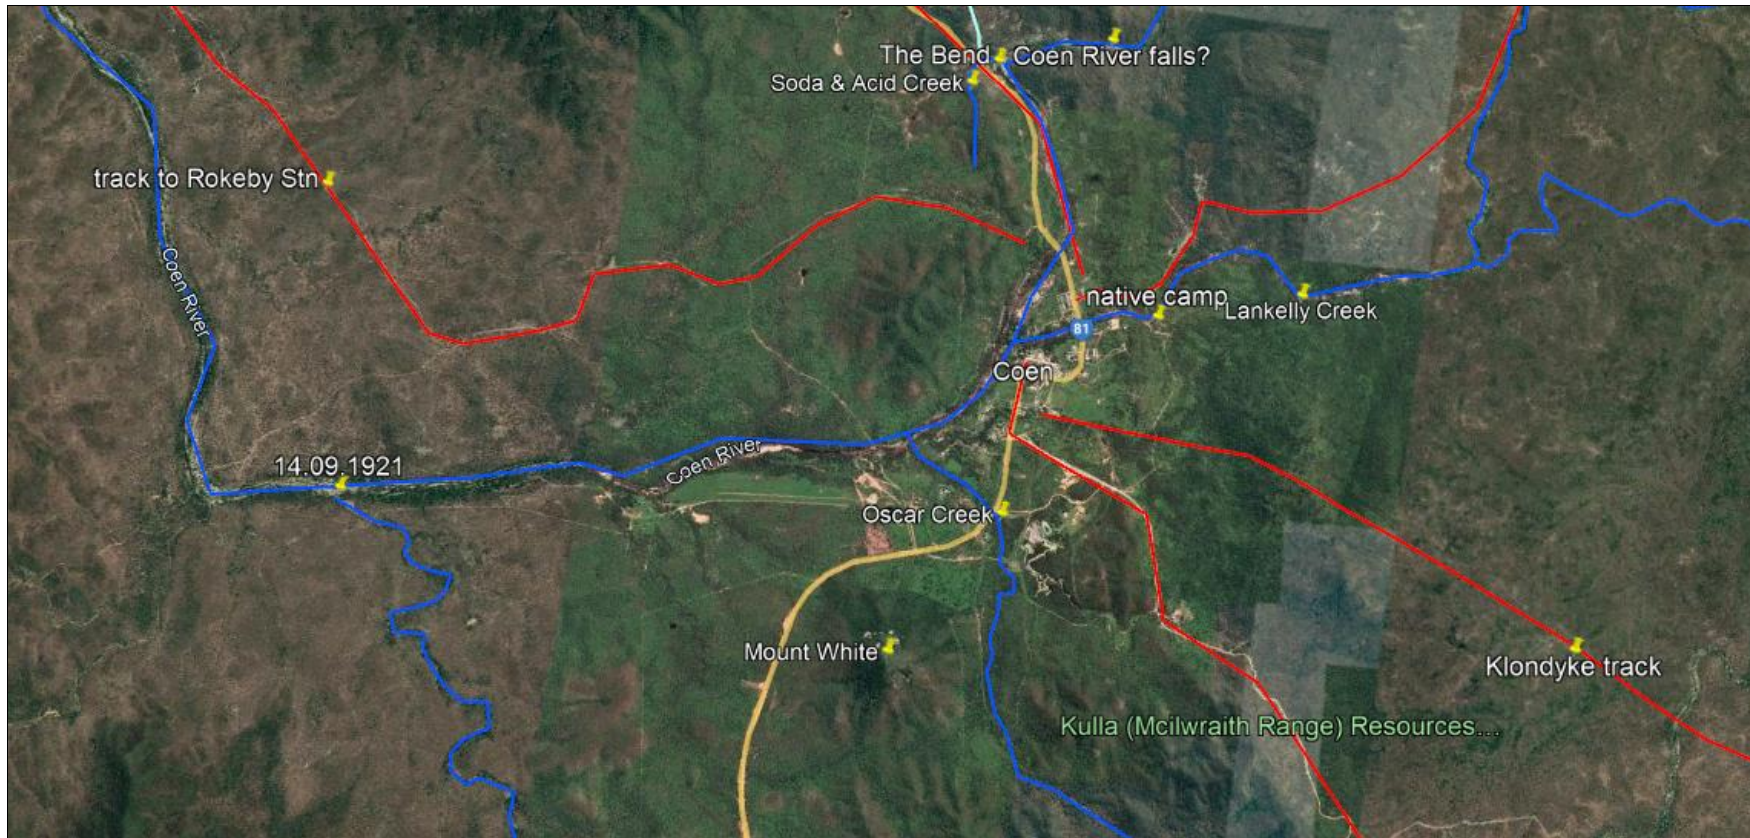 The Bend
Coen River falls?
Soda & Acid Creek
track to Rokeby Stn
Coen River
native camp
Lankelly Creek
81
Coen
14.09.1921
Coen River
Oscar Creek
Mount White
Klondyke track
Kulla (Mcilwraith Range) Resources...